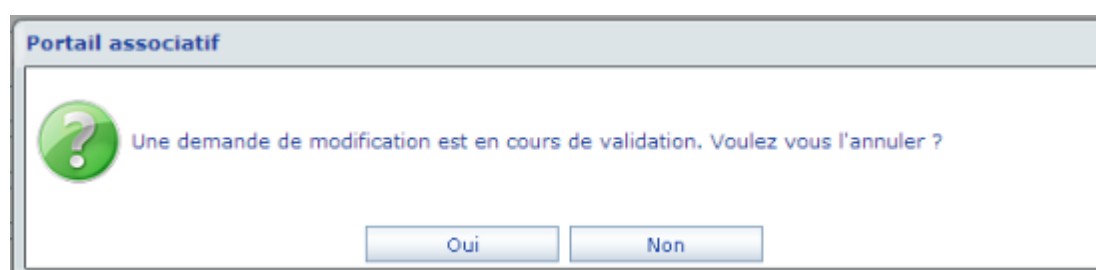 Portail associatif
Une demande de modification est en cours de validation. Voulez vous l'annuler ?
Oui
Non